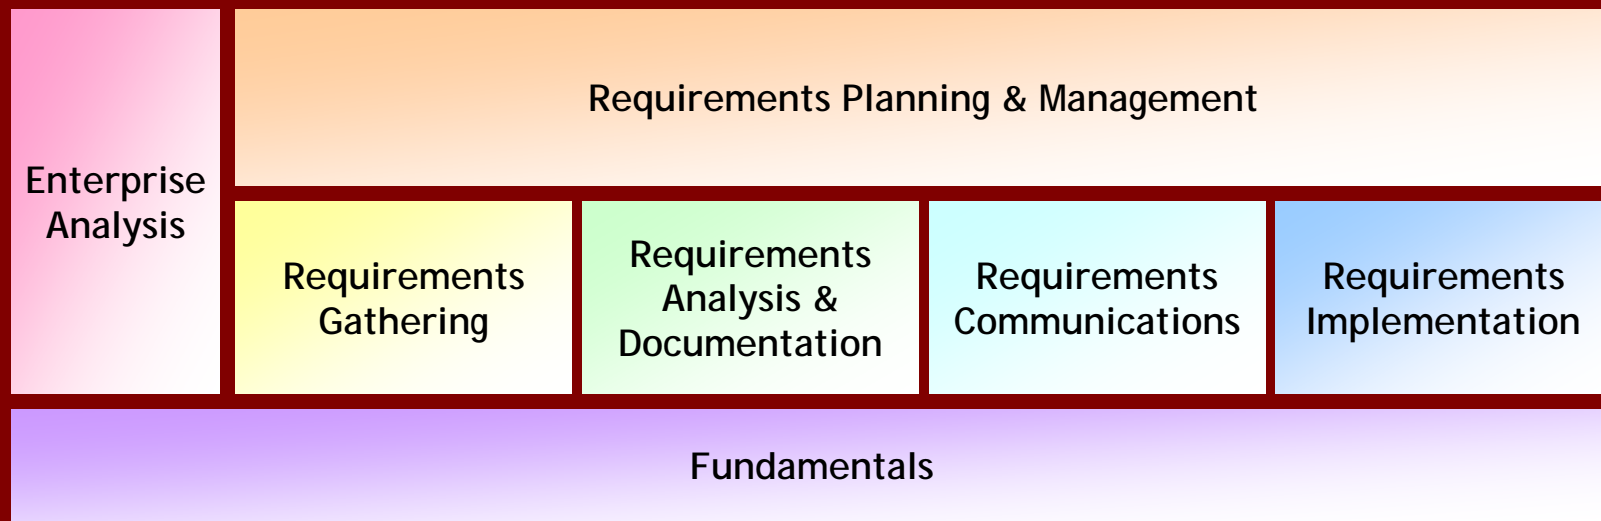 Requirements Planning & Management
Enterprise
Analysis
Requirements
Gathering
Requirements
Analysis &
Documentation
Requirements
Communications
Requirements
Implementation
Fundamentals